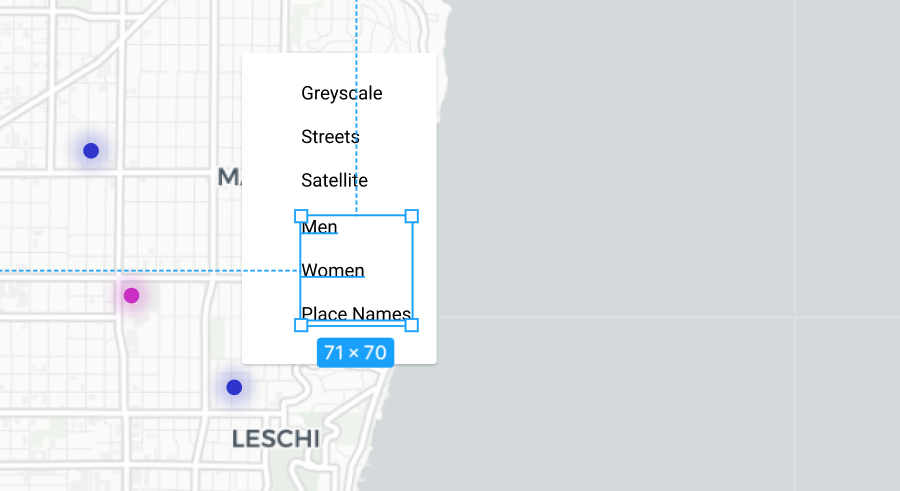 Greyscale
Streets
MA
Satellite
Men
Women
Place Names
71 × 70
LESCHI